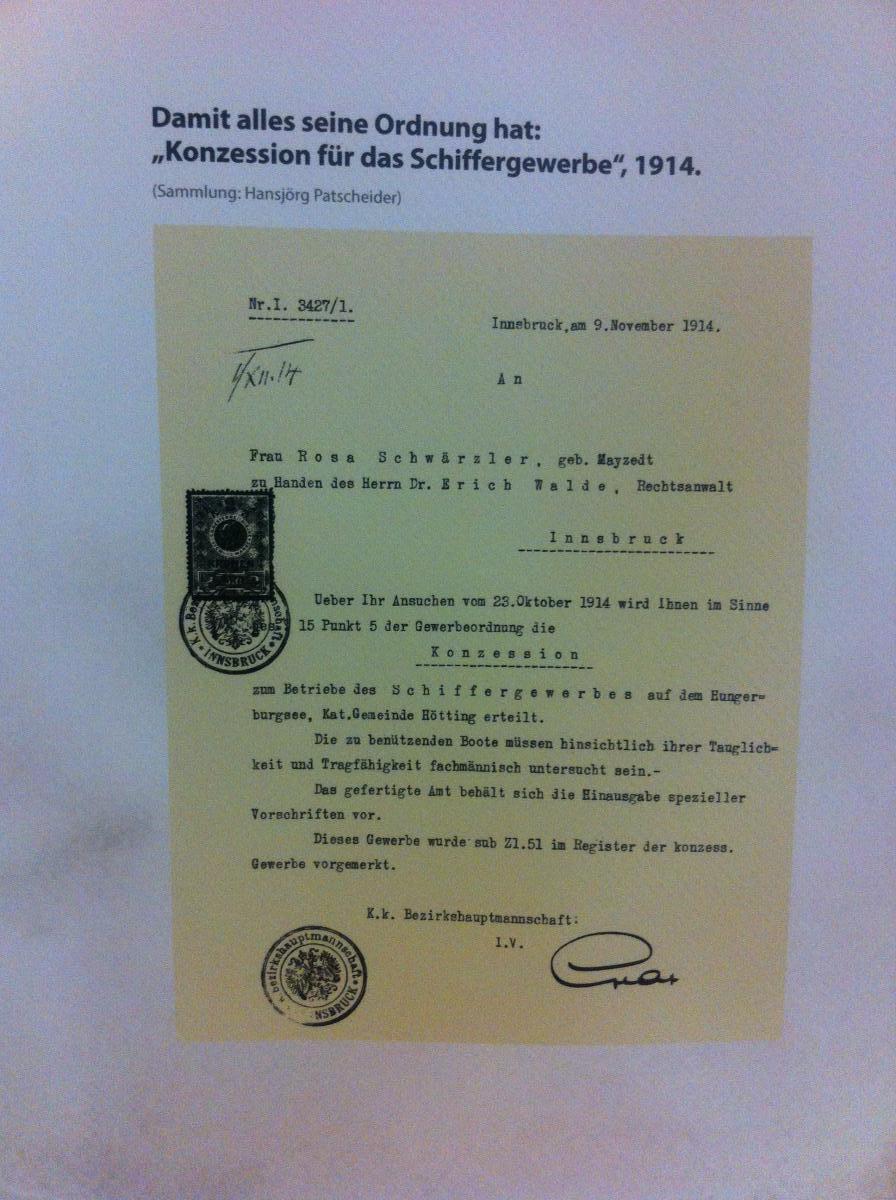 Damit alles seine Ordnung hat:
„Konzession für das Schiffergewerbe“, 1914.
(Sammlung: Hansjörg Patscheider)
Nr.I. 3427/1.
Innsbruck,am 9.November 1914.
XII.14
An
Frau Rosa Schwärzler, geb. Mayzedt
zu Handen des Herrn Dr. Erich Walde, Rechtsanwalt
Innsbruck
Ueber Ihr Ansuchen vom 23.Oktober 1914 wird Ihnen im Sinne
15 Punkt 5 der Gewerbeordnung die
INNSBRUCK
Konzession
zum Betriebe des Schiffergewerbes auf dem Hunger=
burgsee, Kat.Gemeinde Hötting erteilt.
Die zu benützenden Boote müssen hinsichtlich ihrer Tauglich=
keit und Tragfähigkeit fachmännisch untersucht sein.-
Das gefertigte Amt behält sich die Hinausgabe spezieller
Vorschriften vor.
Dieses Gewerbe wurde sub Zl.51 im Register der konzess.
Gewerbe vorgemerkt.
K.k. Bezirkshauptmannschaft:
I.V.
k. bezirkshauptmannschaft
NSBRUCK